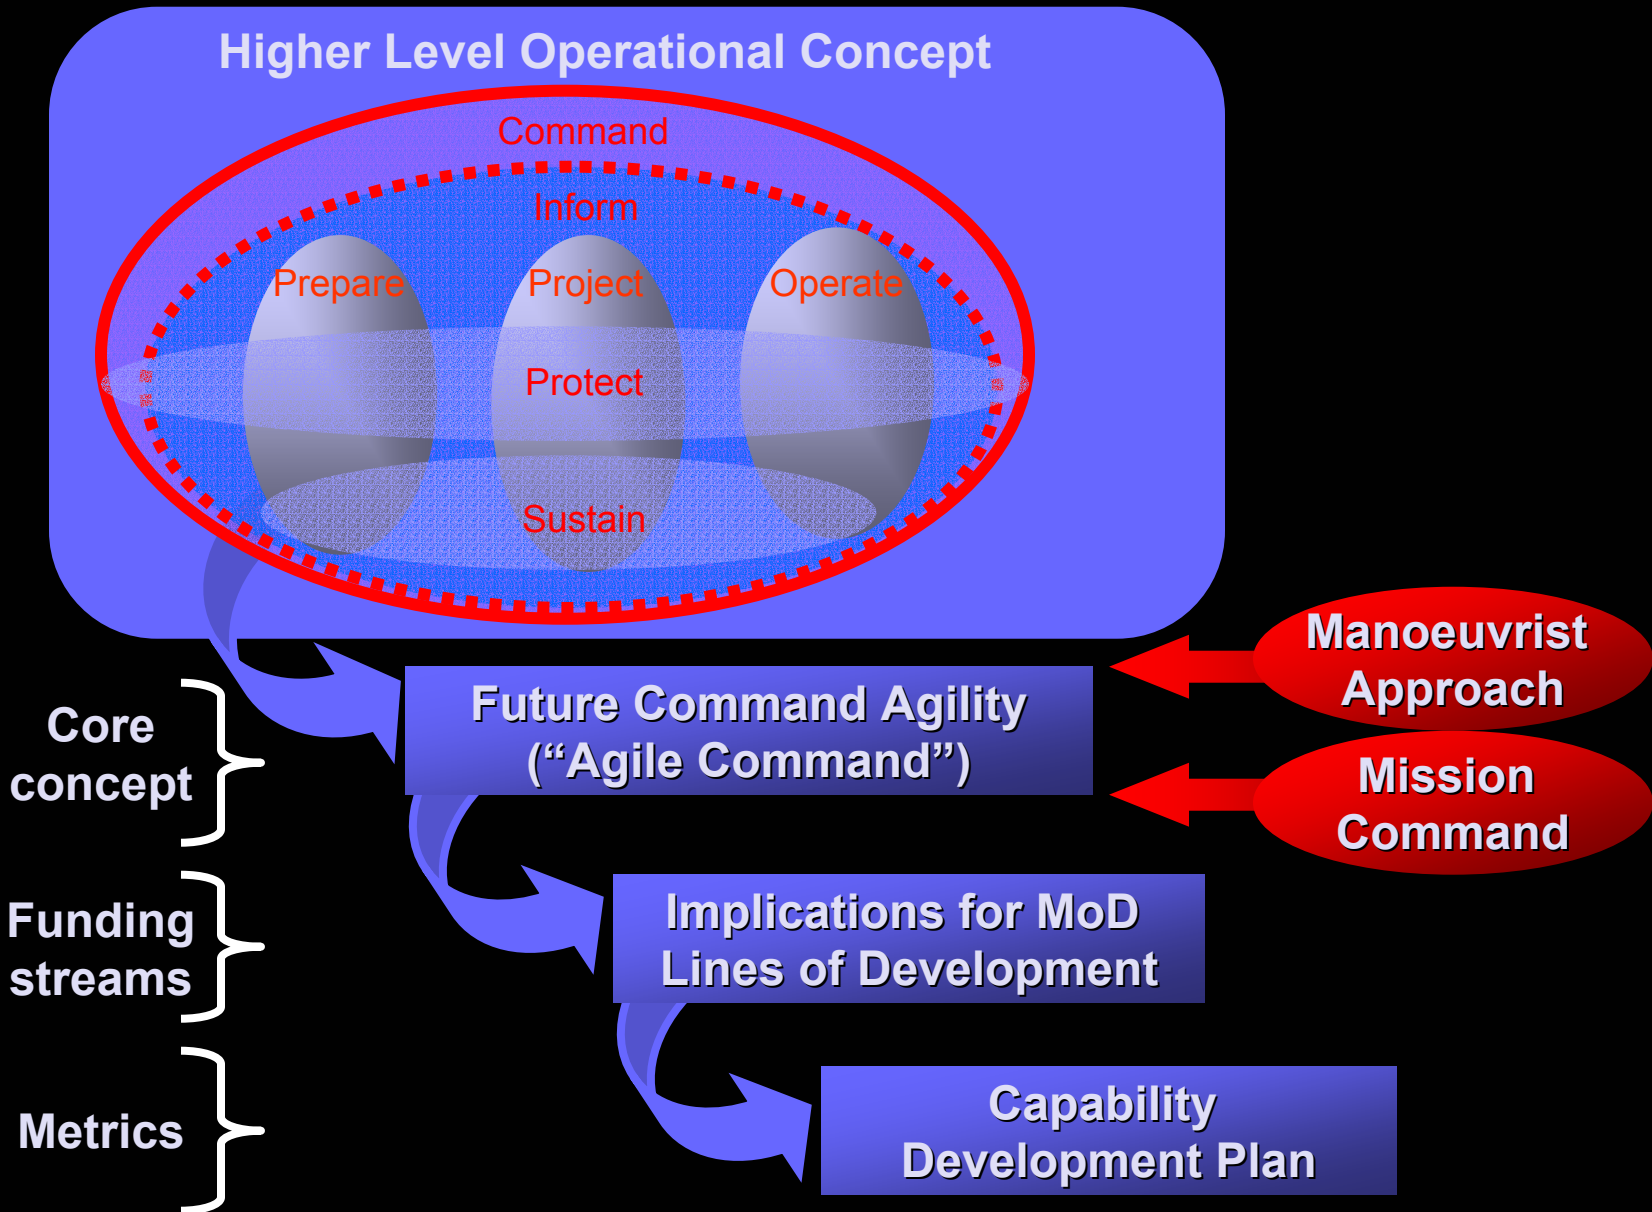 Higher Level Operational Concept
Command
Inform
Prepare
Project
Operate
Protect
Sustain
Manoeuvrist
Approach
Core
concept
Future Command Agility
(“Agile Command”)
Mission
Command
Funding
streams
Implications for MoD
Lines of Development
Metrics
Capability
Development Plan